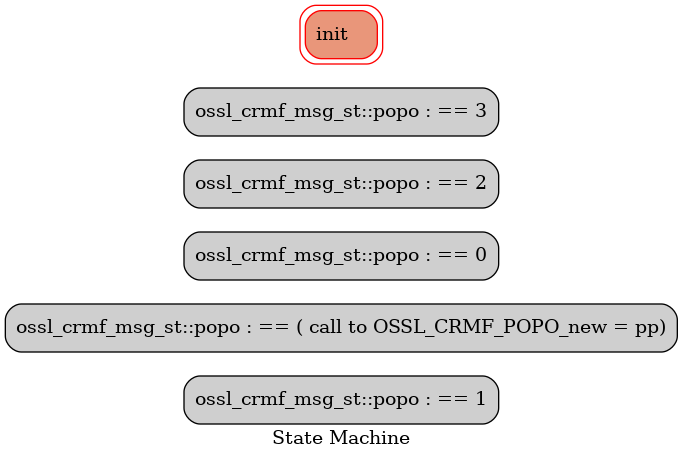 init
ossl_crmf_msg_st::popo : == 3
ossl_crmf_msg_st::popo : == 2
ossl_crmf_msg_st::popo : == 0
ossl_crmf_msg_st::popo : == ( call to OSSL_CRMF_POPO_new = pp)
ossl_crmf_msg_st::popo : == 1
State Machine